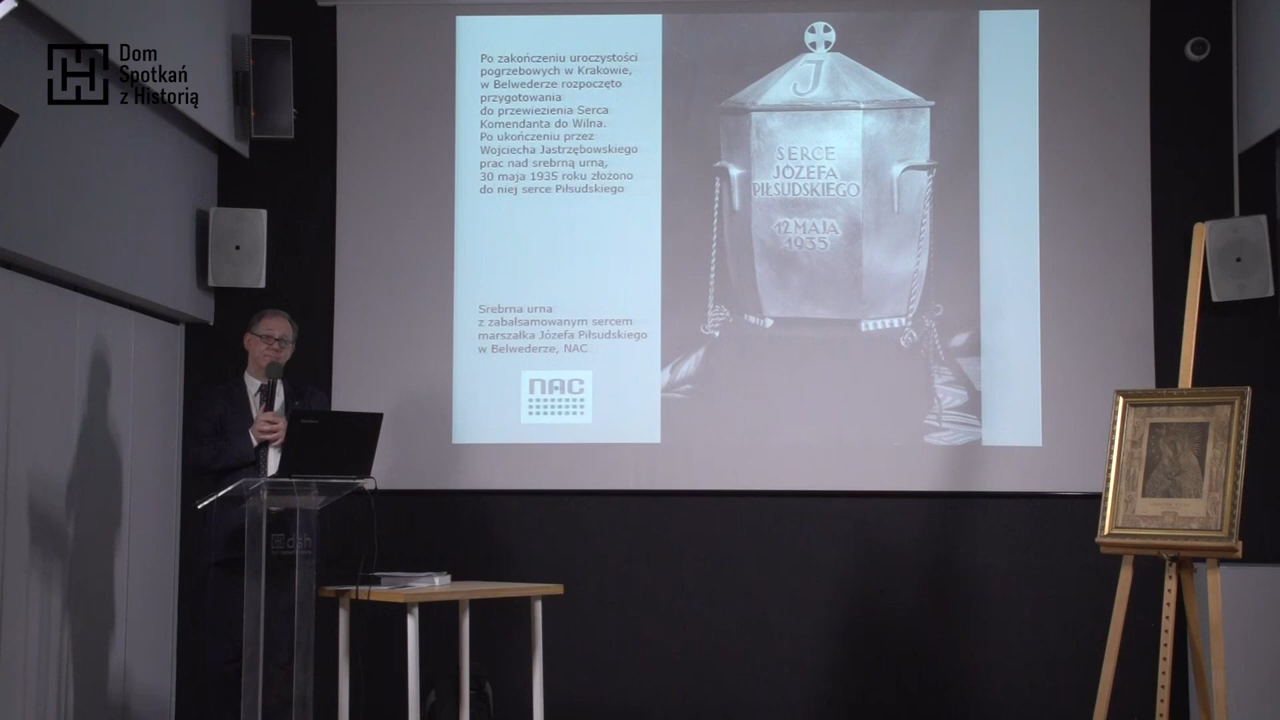 Dom
Spotkań
z Historią
Po zakończeniu uroczystości
pogrzebowych w Krakowie,
w Belwederze rozpoczęto
przygotowania
do przewiezienia Serca
Komendanta do Wilna.
Po ukończeniu przez
Wojciecha Jastrzębowskiego
prac nad srebrną urną,
30 maja 1935 roku złożono
do niej serce Piłsudskiego
Srebrna urna
z zabalsamowanym sercem
marszałka Józefa Piłsudskiego
w Belwederze, NAC
NAC
J
SERCE
JÓZEFA
PIŁSUDSKIEGO
12 MAJA
1935
dsh